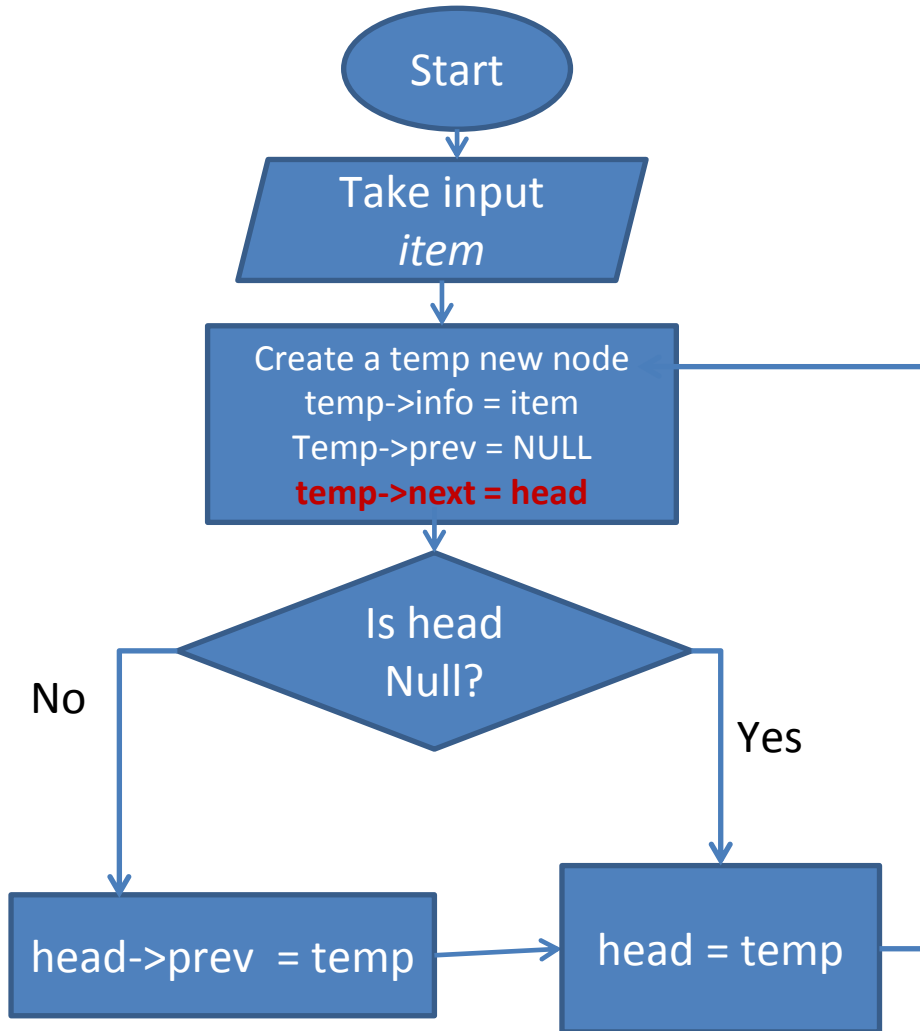 Start
Take input
item
Create a temp new node
temp->info = item
Temp->prev = NULL
temp->next = head
Is head
Null?
No
Yes
head->prev = temp
head = temp